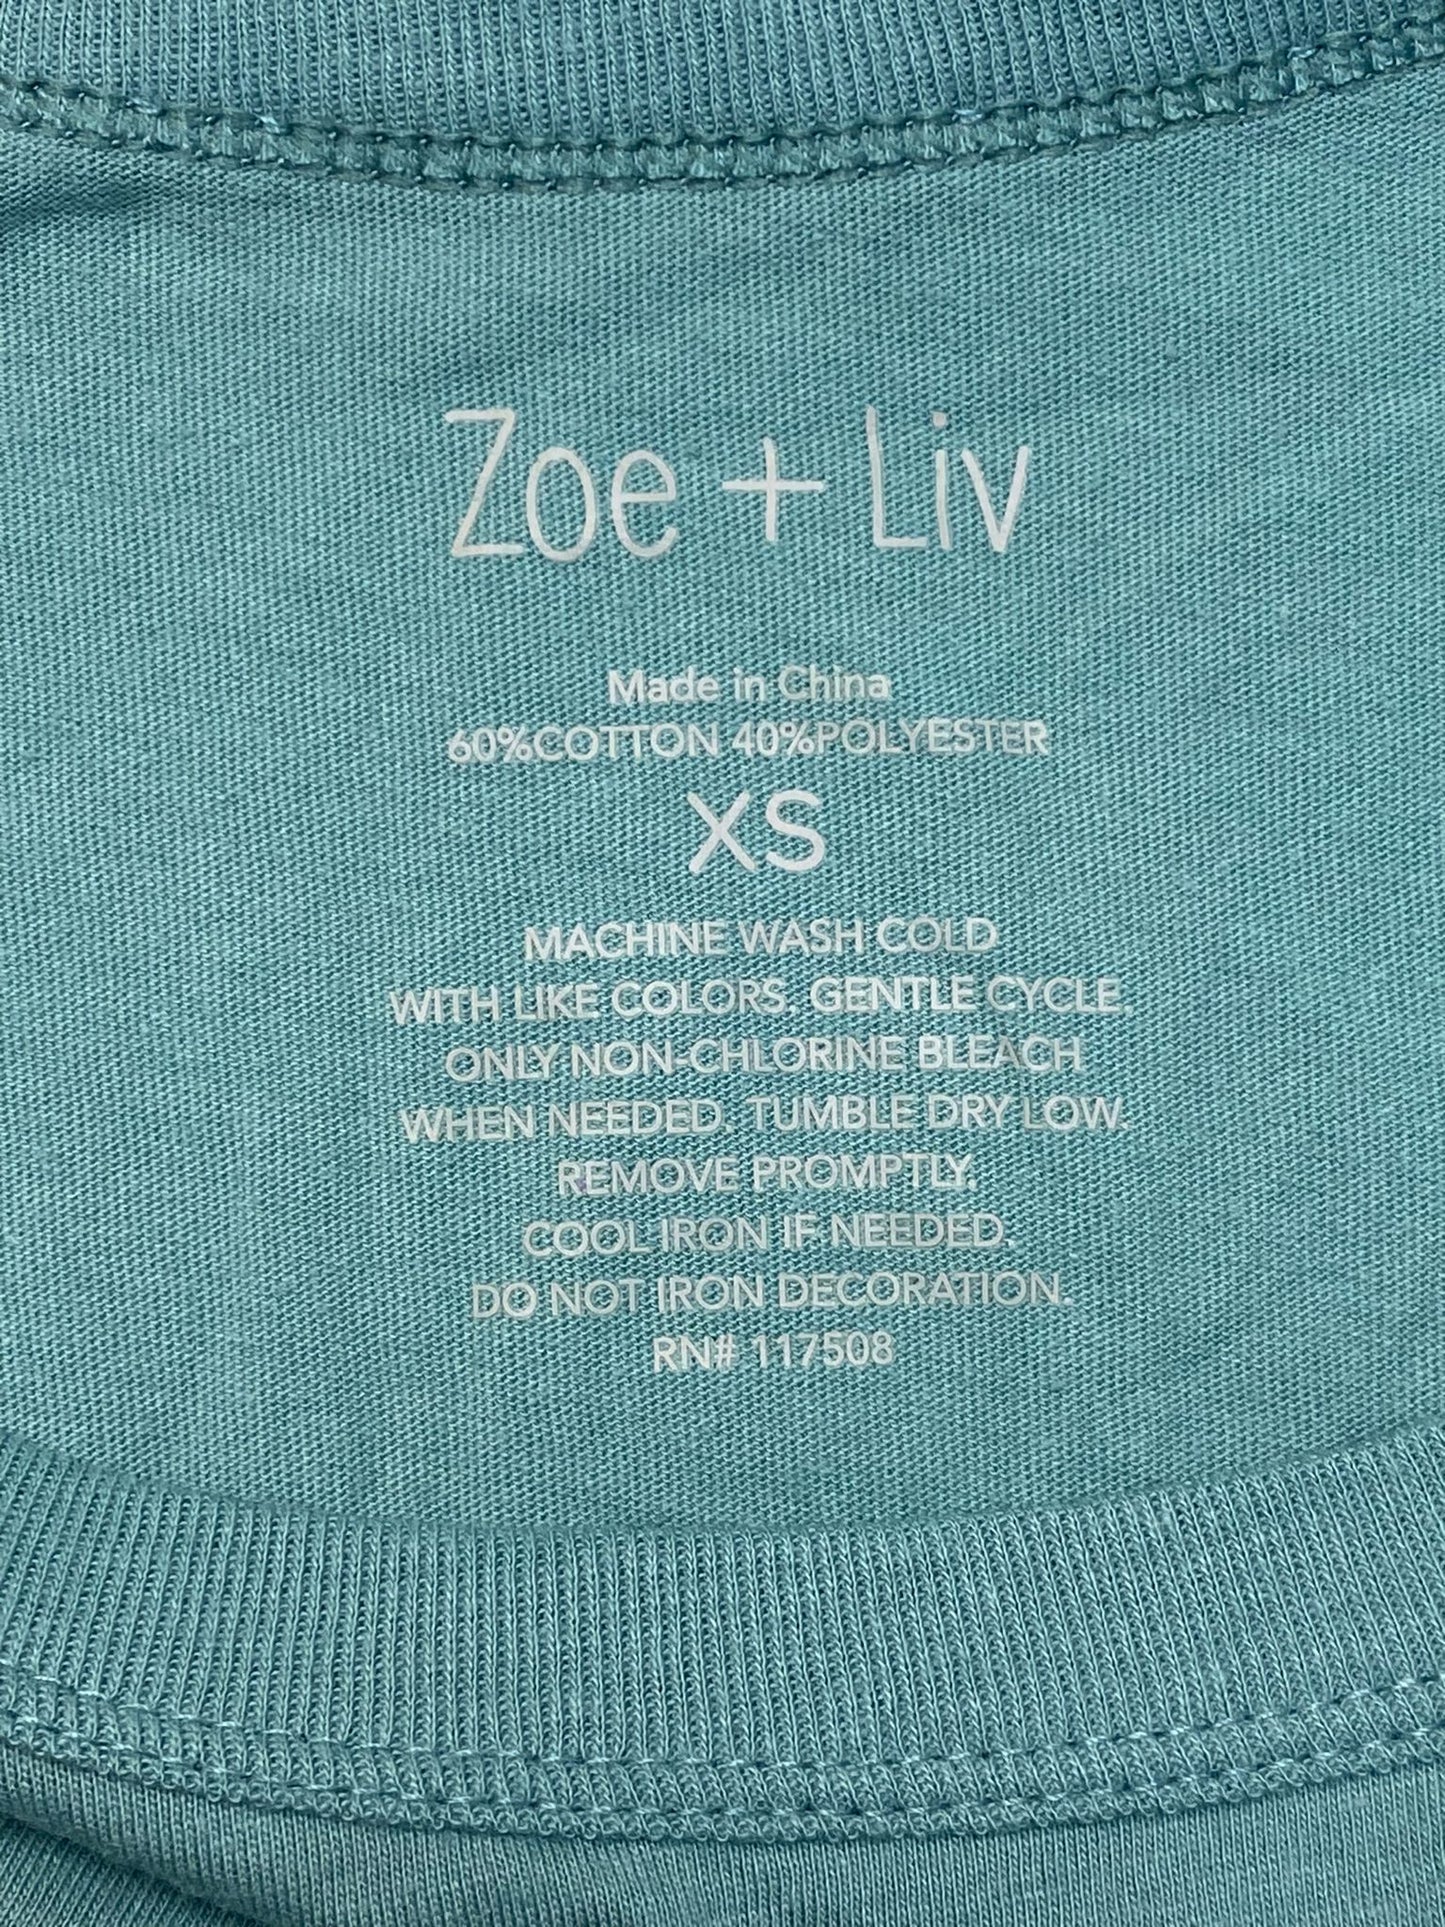 Zoe + Liv
Made in China
60%COTTON 40%POLYESTER
XS
MACHINE WASH COLD
WITH LIKE COLORS. GENTLE CYCLE.
ONLY NON-CHLORINE BLEACH
WHEN NEEDED. TUMBLE DRY LOW.
REMOVE PROMPTLY.
COOL IRON IF NEEDED.
DO NOT IRON DECORATION.
RN# 117508